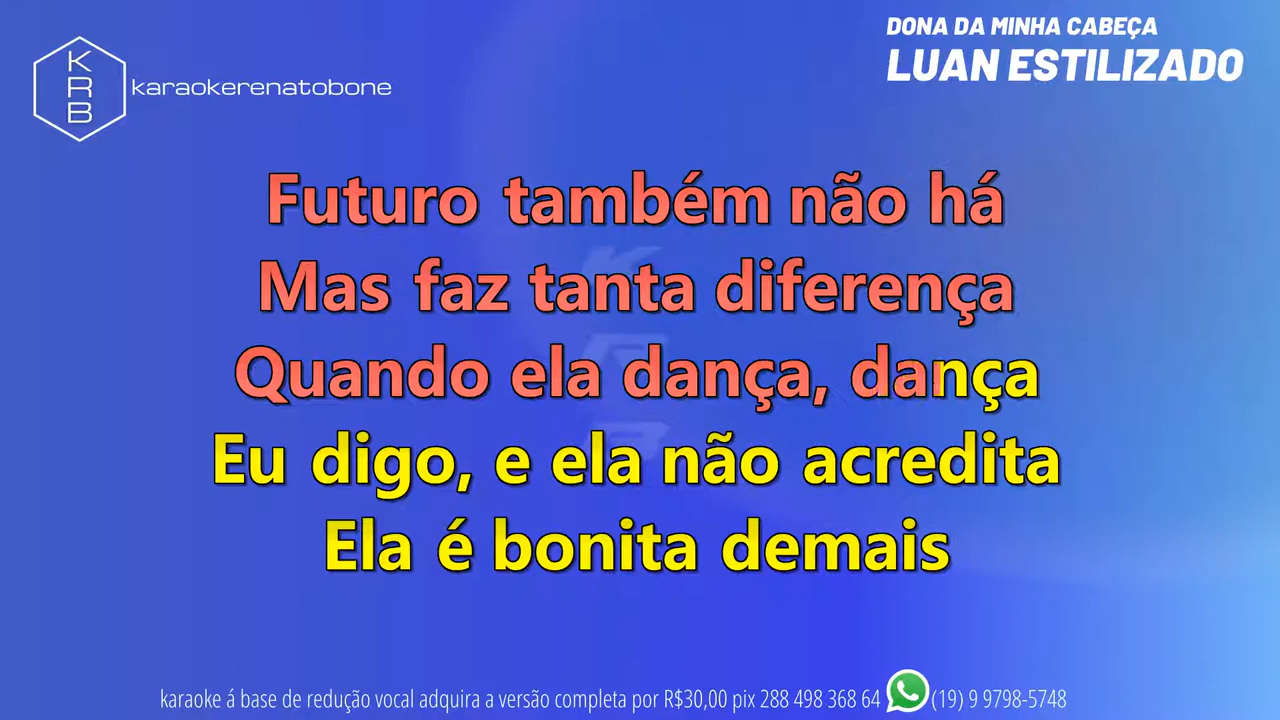 KRB
karaokerenatobone
DONA DA MINHA CABEÇA
LUAN ESTILIZADO
Futuro também não há
Mas faz tanta diferença
Quando ela dança, dança
Eu digo, e ela não acredita
Ela é bonita demais
karaoke á base de redução vocal adquira a versão completa por R$30,00 pix 288 498 368 64 (19) 9 9798-5748